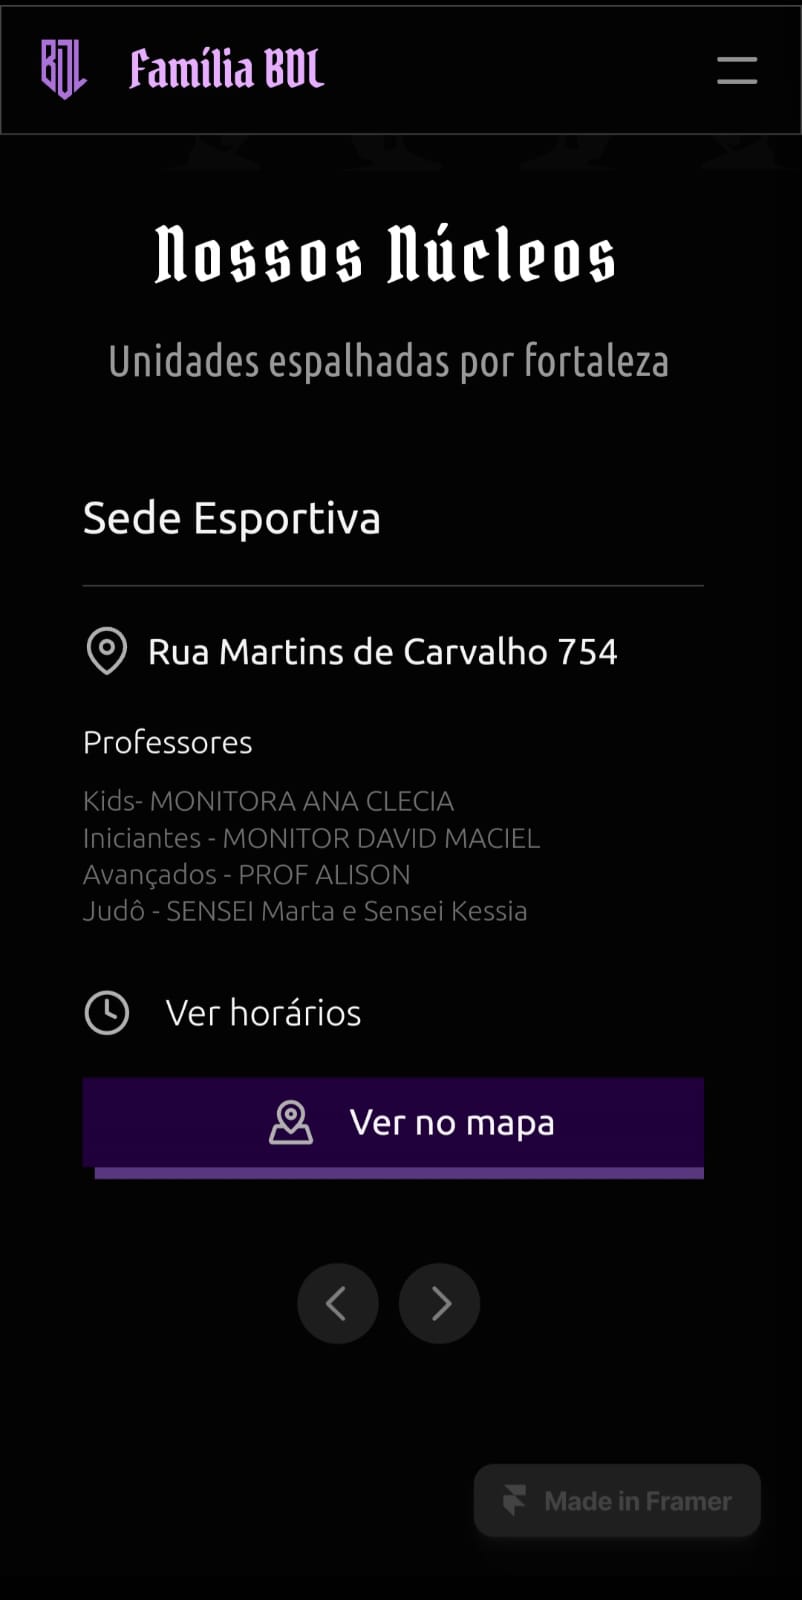 BDL Família BDL
Nossos Núcleos
Unidades espalhadas por fortaleza
Sede Esportiva
Rua Martins de Carvalho 754
Professores
Kids- MONITORA ANA CLECIA
Iniciantes - MONITOR DAVID MACIEL
Avançados - PROF ALISON
Judô - SENSEI Marta e Sensei Kessia
Ver horários
Ver no mapa
Made in Framer